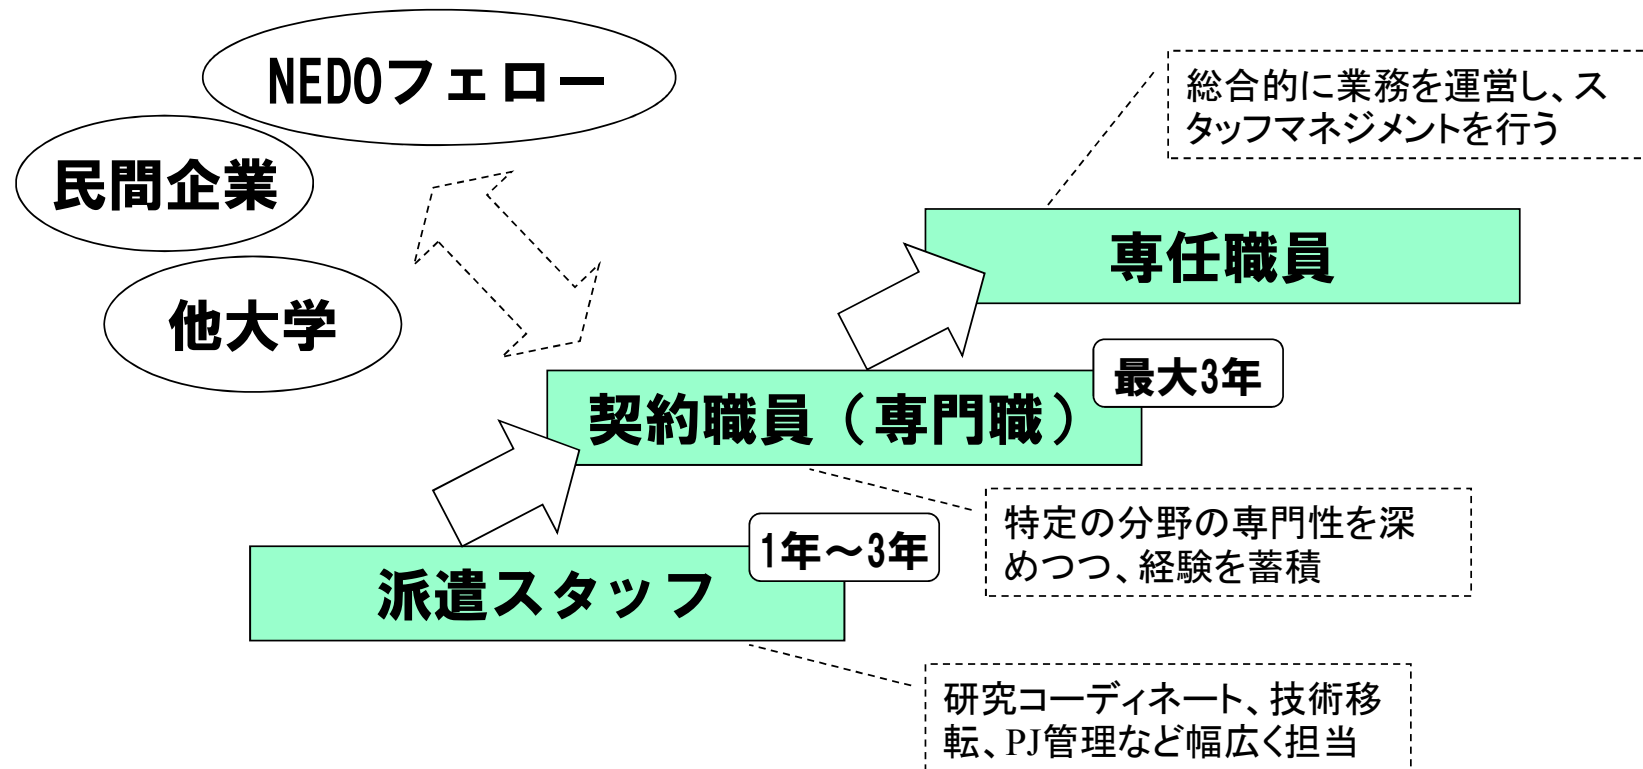 NEDOフェロー
民間企業
他大学
総合的に業務を運営し、ス
タッフマネジメントを行う
専任職員
最大3年
契約職員（専門職）
特定の分野の専門性を深
めつつ、経験を蓄積
1年～3年
派遣スタッフ
研究コーディネート、技術移
転、PJ管理など幅広く担当